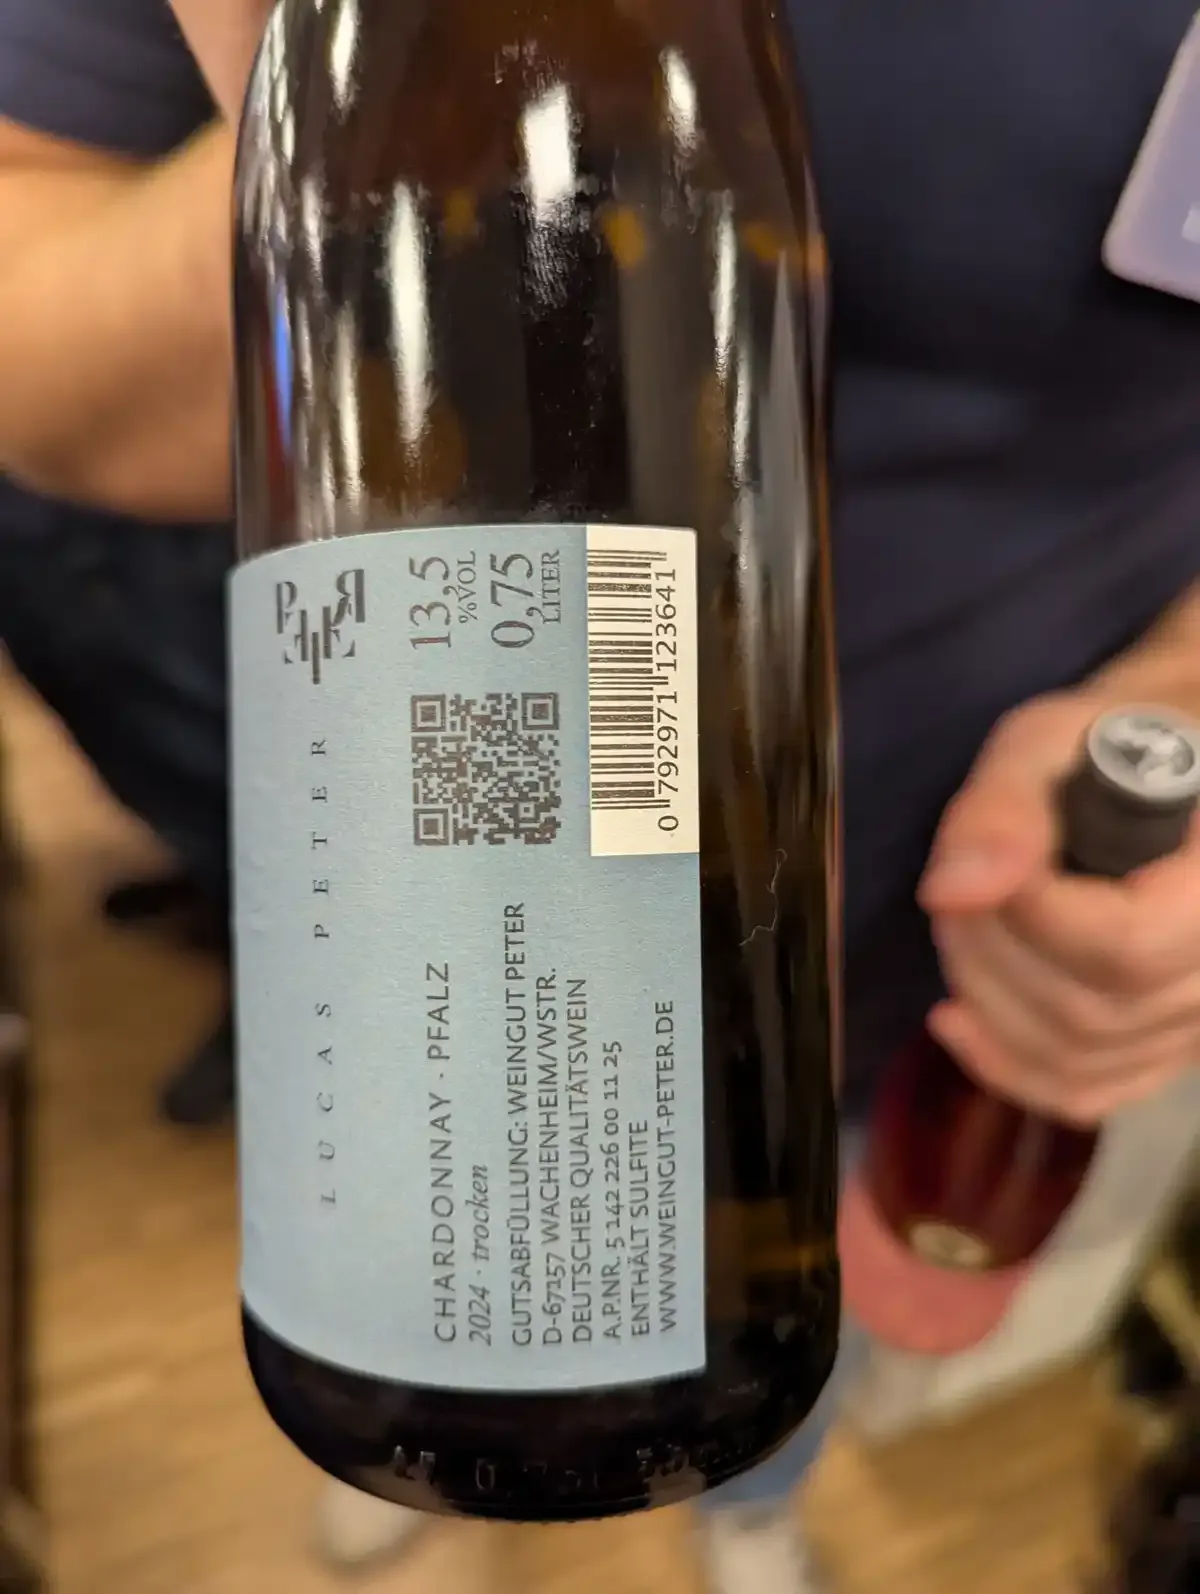 PETER
LUCAS PETER
CHARDONNAY · PFALZ
2024 · trocken
GUTSABFÜLLUNG: WEINGUT PETER
D-67157 WACHENHEIM/WSTR.
DEUTSCHER QUALITÄTSWEIN
A.P.NR. 5 142 226 00 11 25
ENTHÄLT SULFITE
WWW.WEINGUT-PETER.DE
13,5
%VOL
0,75
LITER
0 792971 123641